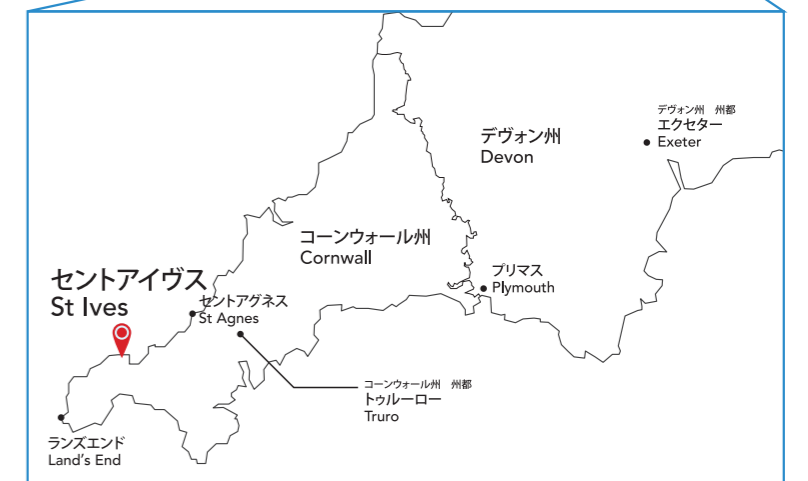 デヴォン州　州都
エクセター
Exeter
デヴォン州
Devon
コーンウォール州
Cornwall
プリマス
Plymouth
セントアイヴス
St Ives
セントアグネス
St Agnes
コーンウォール州　州都
トゥルーロー
Truro
ランズエンド
Land's End